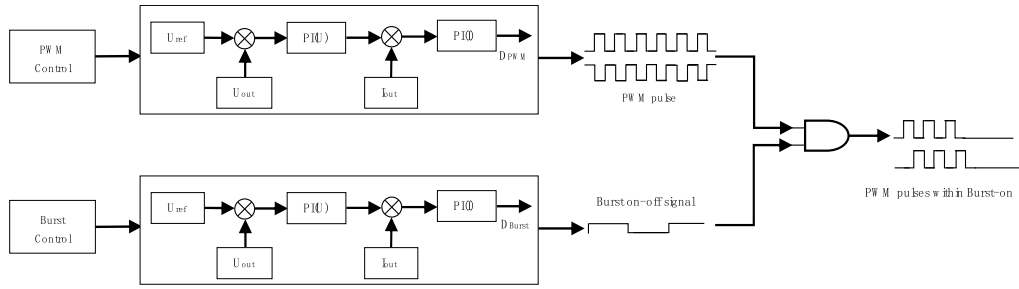 PWM
Control
Uref
PI(U)
PI(I)
Uout
Iout
DPWM
PWM pulse
PWM pulses within Burst-on
Burst
Control
Uref
PI(U)
PI(I)
Uout
Iout
DBurst
Burst on-off signal